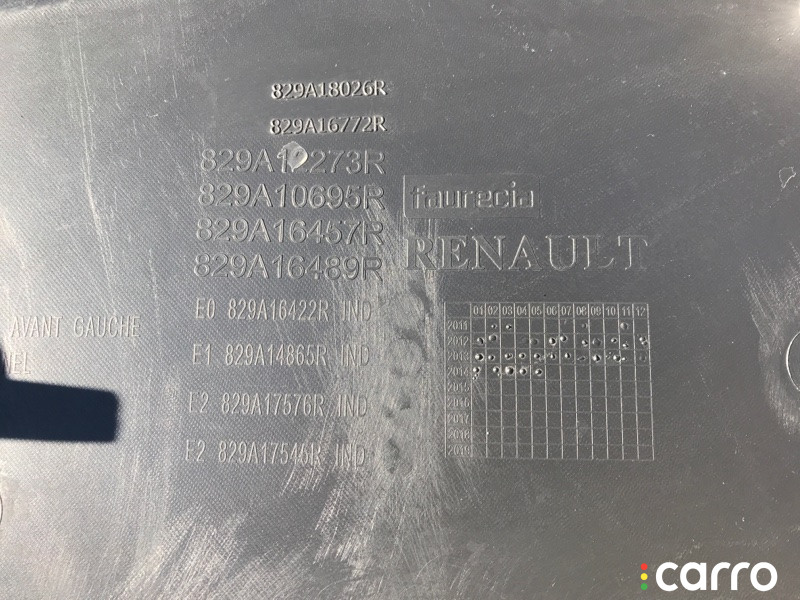 829A18026R
829A16772R
829A12273R
829A10695R
829A16457R
829A16489R
faurecia
RENAULT
E0 829A16422R IND
E1 829A14865R IND
E2 829A17576R IND
E2 829A17546R IND
AVANT GAUCHE
IEL
01 02 03 04 05 06 07 08 09 10 11 12
2011
2012
2013
2014
2015
2016
2017
2018
2019
carro